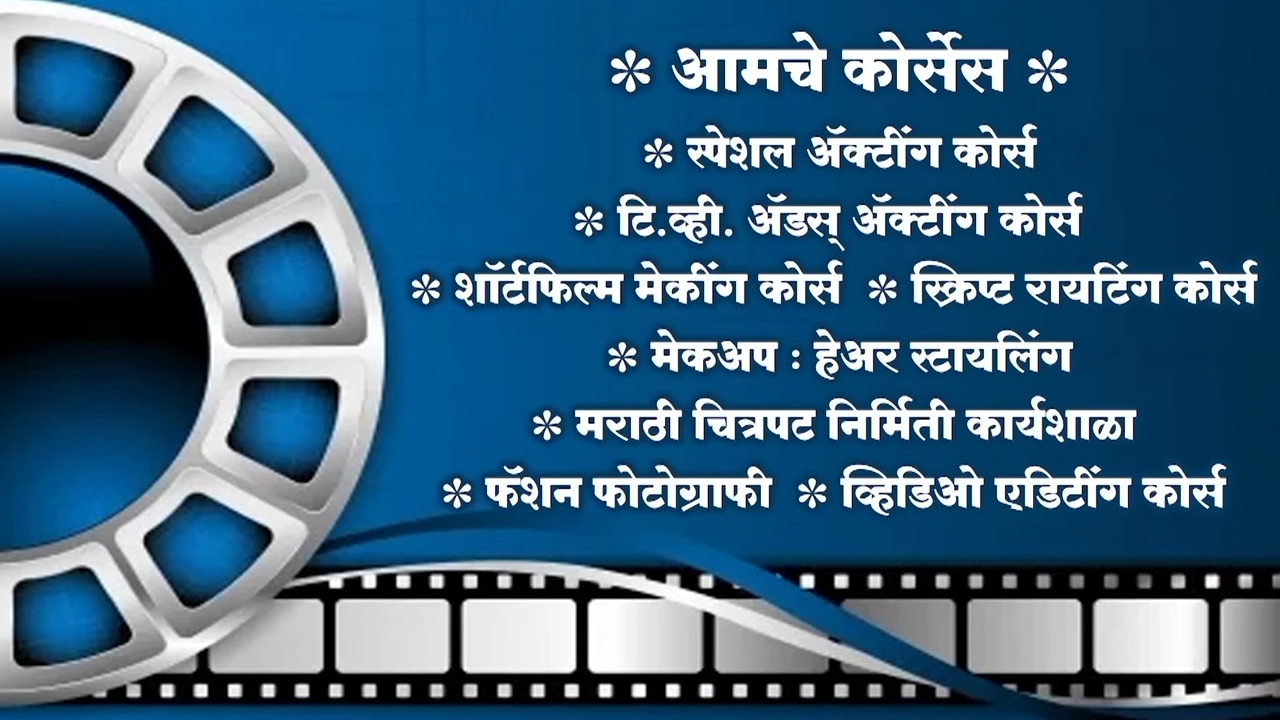 ✻ आमचे कोर्सेस ✻
✻ स्पेशल ॲक्टींग कोर्स
✻ टि.व्ही. ॲडस् ॲक्टींग कोर्स
✻ शॉर्टफिल्म मेकींग कोर्स ✻ स्क्रिप्ट रायटिंग कोर्स
✻ मेकअप : हेअर स्टायलिंग
✻ मराठी चित्रपट निर्मिती कार्यशाळा
✻ फॅशन फोटोग्राफी ✻ व्हिडिओ एडिटींग कोर्स